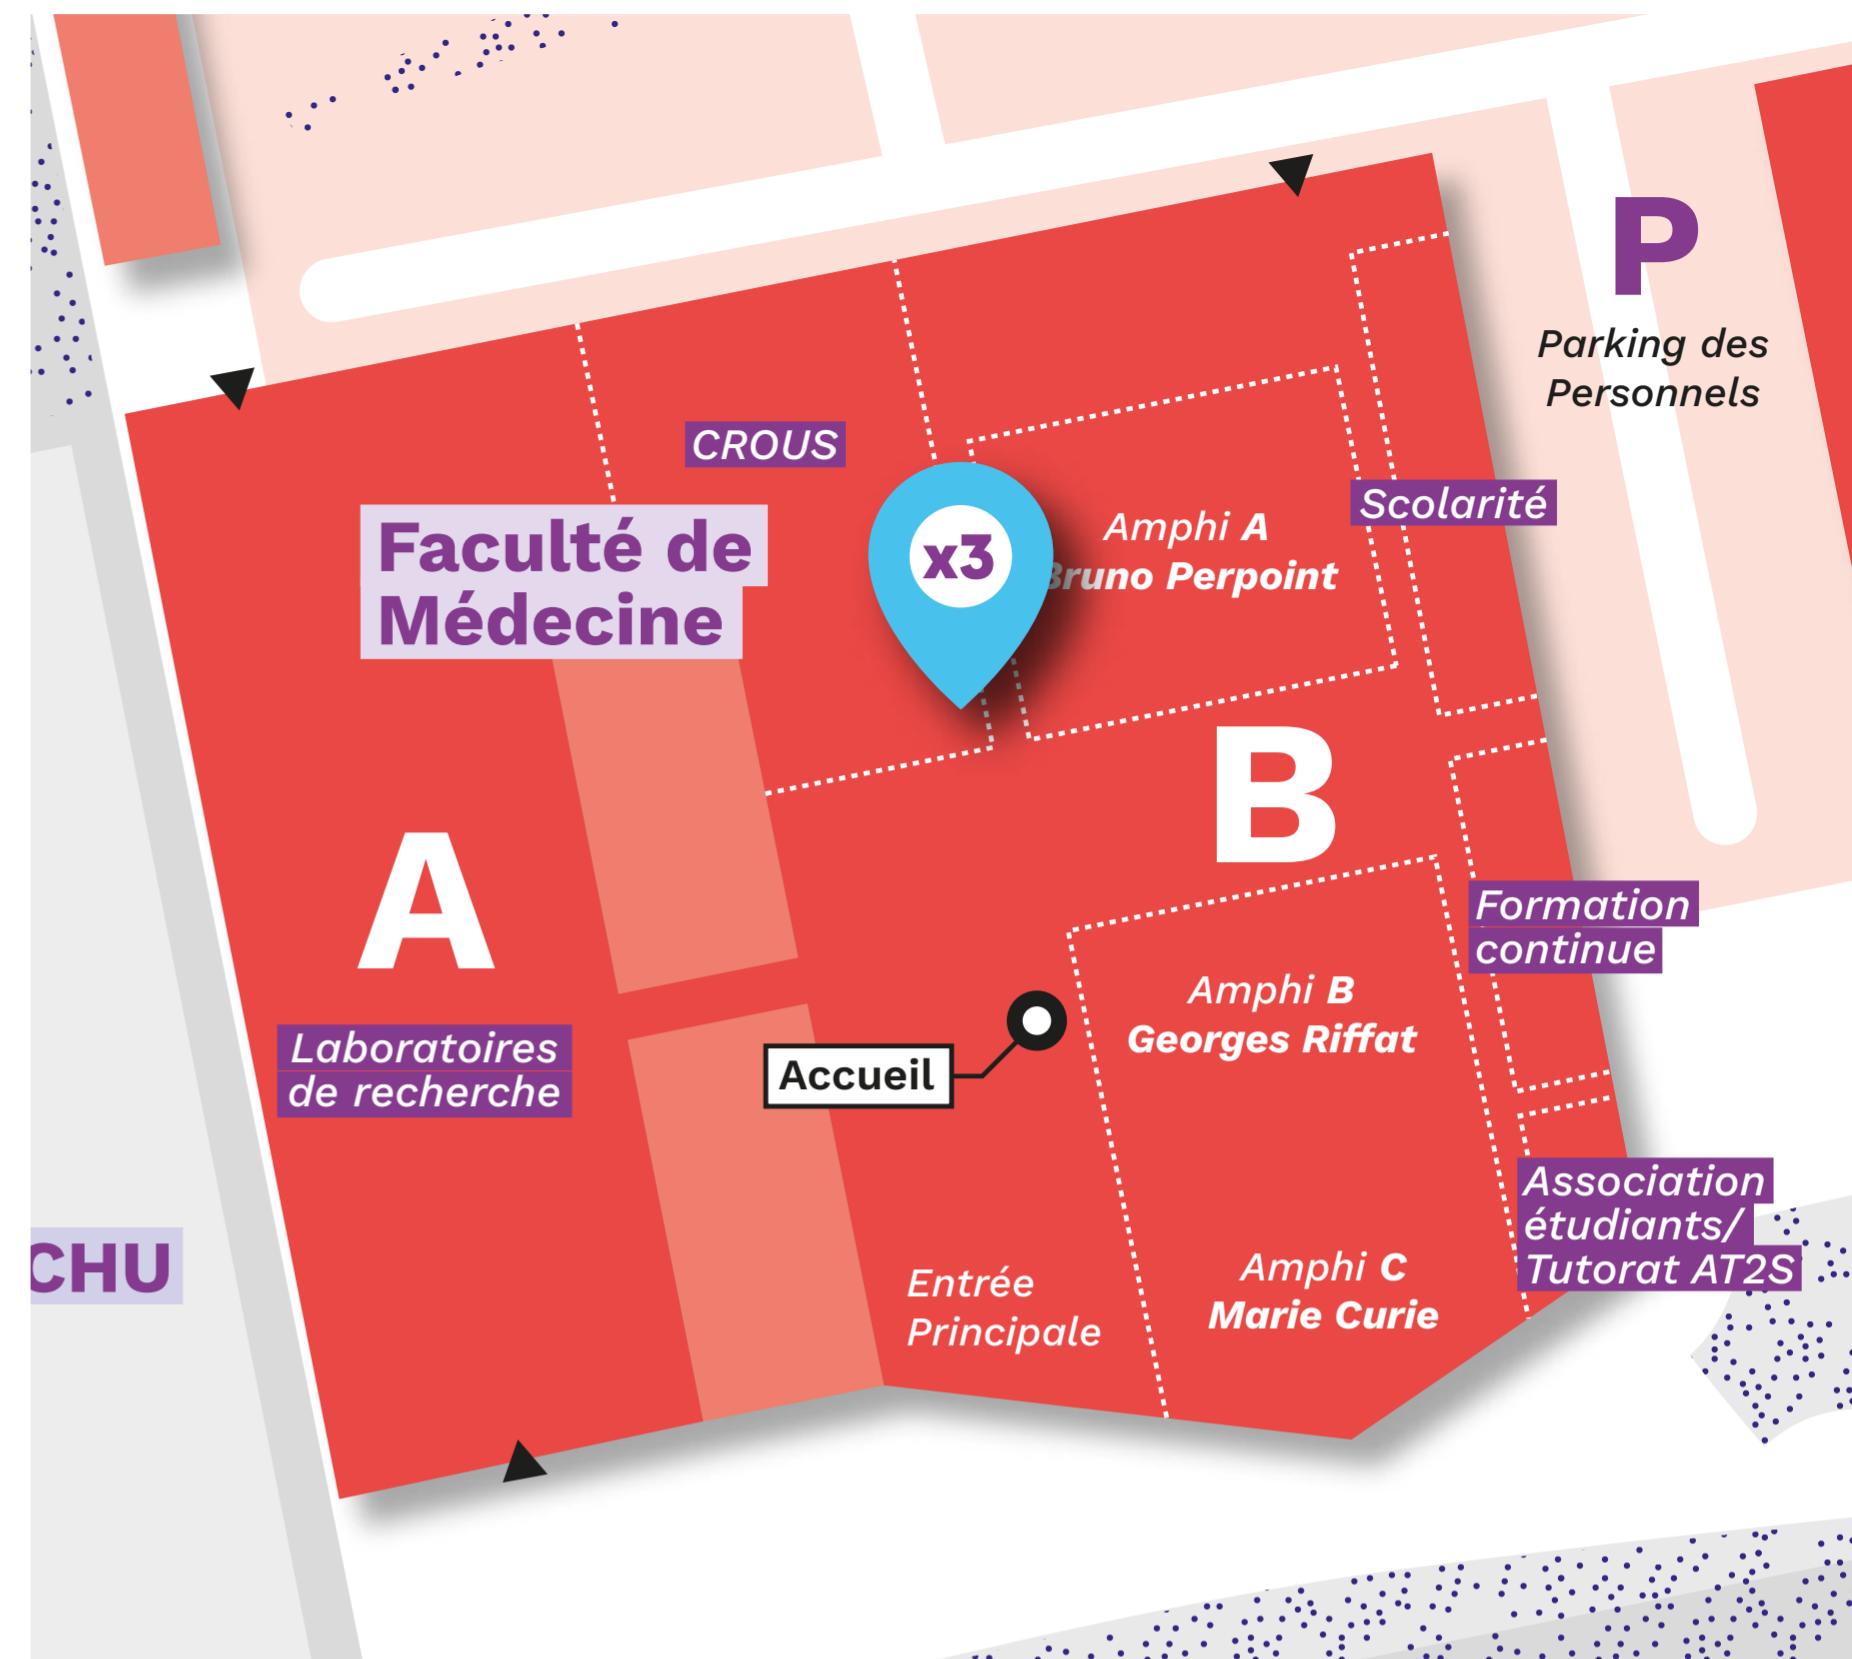 P
Parking des
Personnels
CROUS
Scolarité
Faculté de
Médecine
x3
Amphi A
Bruno Perpoint
B
A
Formation
continue
Laboratoires
de recherche
Amphi B
Georges Riffat
Accueil
Association
étudiants/
Tutorat AT2S
CHU
Entrée
Principale
Amphi C
Marie Curie